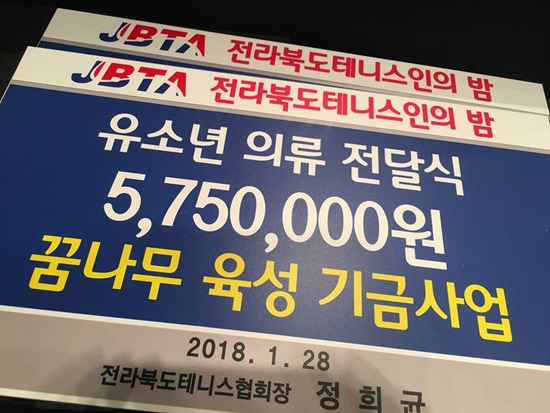 JBTA 전라북도테니스인의 밤
JBTA 전라북도테니스인의 밤
유소년 의류 전달식
5,750,000원
꿈나무 육성 기금사업
2018. 1. 28
전라북도테니스협회장 정희균